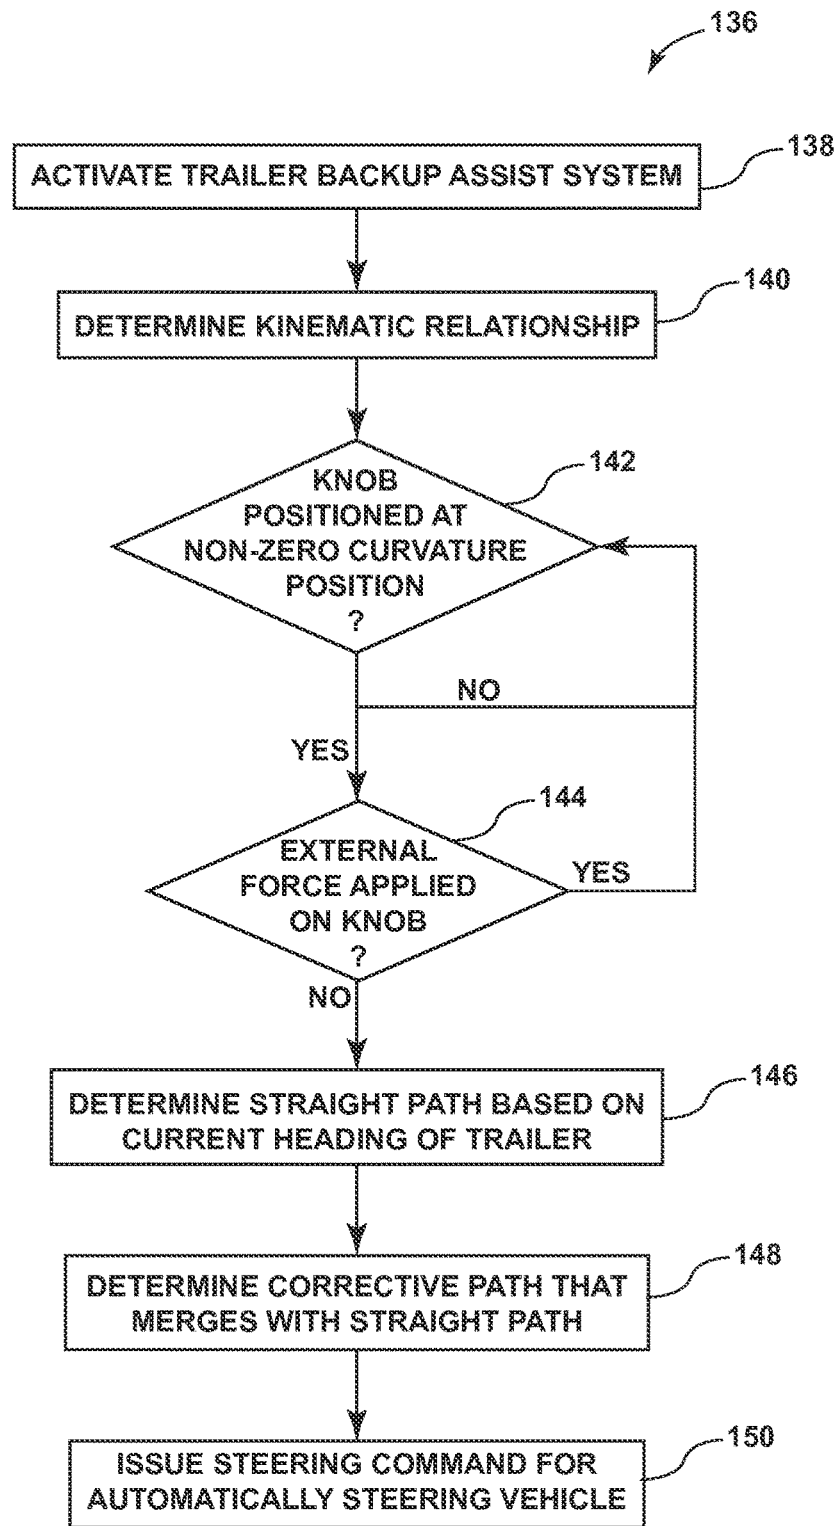 136
ACTIVATE TRAILER BACKUP ASSIST SYSTEM
138
DETERMINE KINEMATIC RELATIONSHIP
140
KNOB
POSITIONED AT
NON-ZERO CURVATURE
POSITION
?
142
NO
YES
EXTERNAL
FORCE APPLIED
ON KNOB
?
144
YES
NO
DETERMINE STRAIGHT PATH BASED ON
CURRENT HEADING OF TRAILER
146
DETERMINE CORRECTIVE PATH THAT
MERGES WITH STRAIGHT PATH
148
ISSUE STEERING COMMAND FOR
AUTOMATICALLY STEERING VEHICLE
150